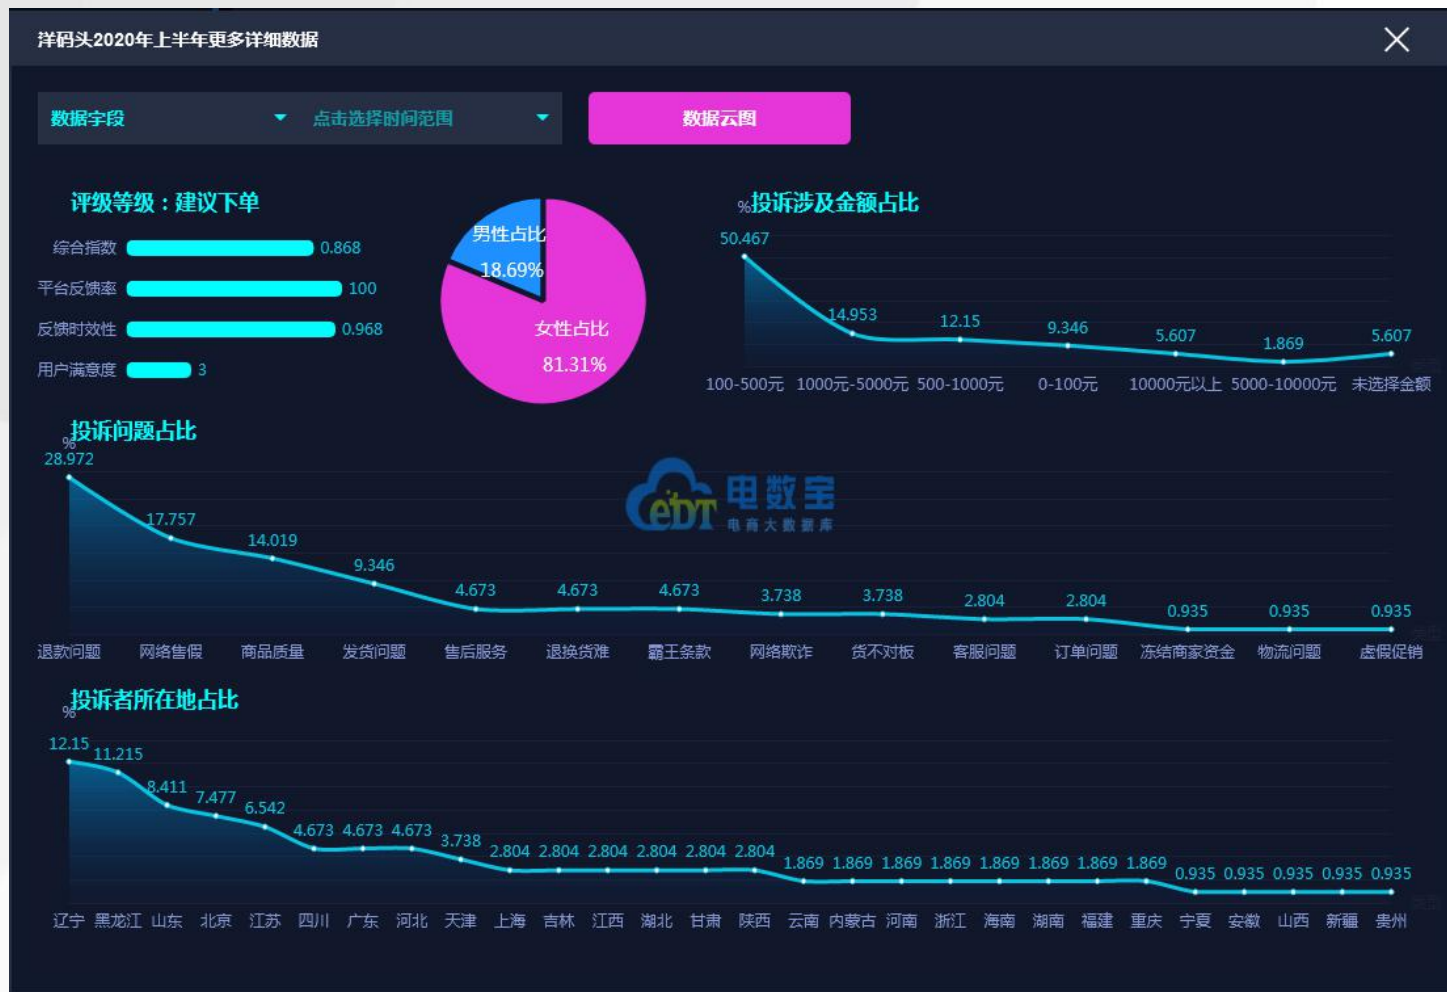 洋码头2020年上半年更多详细数据
数据字段
点击选择时间范围
数据云图
评级等级：建议下单
综合指数 0.868
平台反馈率 100
反馈时效性 0.968
用户满意度 3
男性占比
18.69%
女性占比
81.31%
%
投诉涉及金额占比
50.467 14.953 12.15 9.346 5.607 1.869 5.607
100-500元 1000元-5000元 500-1000元 0-100元 10000元以上 5000-10000元 未选择金额
%
投诉问题占比
28.972 17.757 14.019 9.346 4.673 4.673 4.673 3.738 3.738 2.804 2.804 0.935 0.935 0.935
退款问题 网络售假 商品质量 发货问题 售后服务 退换货难 霸王条款 网络欺诈 货不对板 客服问题 订单问题 冻结商家资金 物流问题 虚假促销
eDT 电数宝
电商大数据库
%
投诉者所在地占比
12.15 11.215 8.411 7.477 6.542 4.673 4.673 4.673 3.738 2.804 2.804 2.804 2.804 2.804 2.804 1.869 1.869 1.869 1.869 1.869 1.869 1.869 1.869 0.935 0.935 0.935 0.935 0.935
辽宁 黑龙江 山东 北京 江苏 四川 广东 河北 天津 上海 吉林 江西 湖北 甘肃 陕西 云南 内蒙古 河南 浙江 海南 湖南 福建 重庆 宁夏 安徽 山西 新疆 贵州